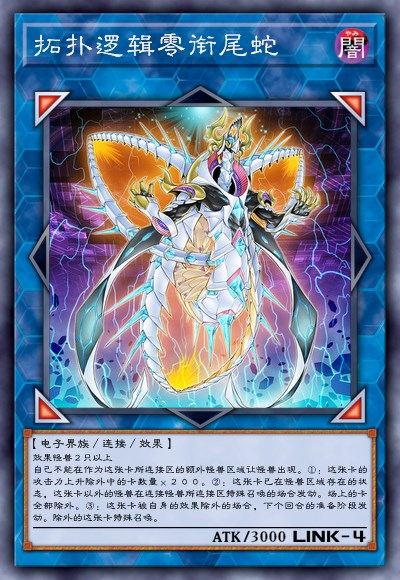 拓扑逻辑零衔尾蛇
やみ
闇
【电子界族／连接／效果】
效果怪兽２只以上
自己不能在作为这张卡所连接区的额外怪兽区域让怪兽出现。①：这张卡的
攻击力上升除外中的卡数量×２００。②：这张卡已在怪兽区域存在的状
态，这张卡以外的怪兽在连接怪兽所连接区特殊召唤的场合发动。场上的卡
全部除外。③：这张卡被自身的效果除外的场合，下个回合的准备阶段发
动。除外的这张卡特殊召唤。
ATK/3000 LINK-4